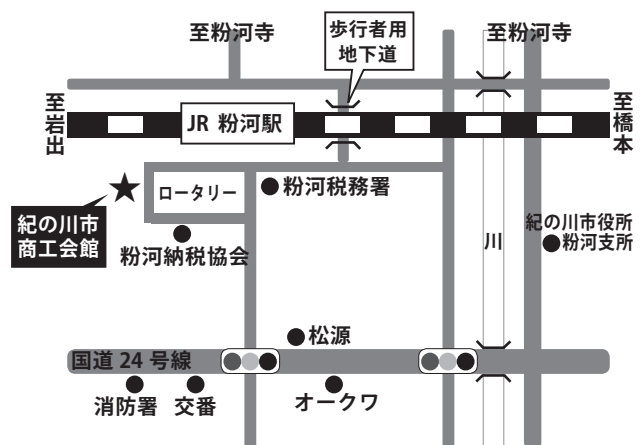 至粉河寺
歩行者用
地下道
至粉河寺
至岩出
JR 粉河駅
至橋本
ロータリー
粉河税務署
紀の川市
商工会館
粉河納税協会
川
紀の川市役所
粉河支所
松源
国道 24 号線
消防署
交番
オークワ